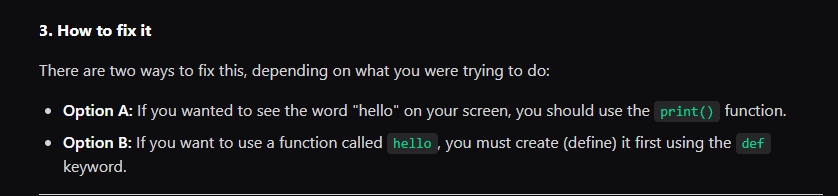 3. How to fix it
There are two ways to fix this, depending on what you were trying to do:
• Option A: If you wanted to see the word "hello" on your screen, you should use the print() function.
• Option B: If you want to use a function called hello, you must create (define) it first using the def
keyword.